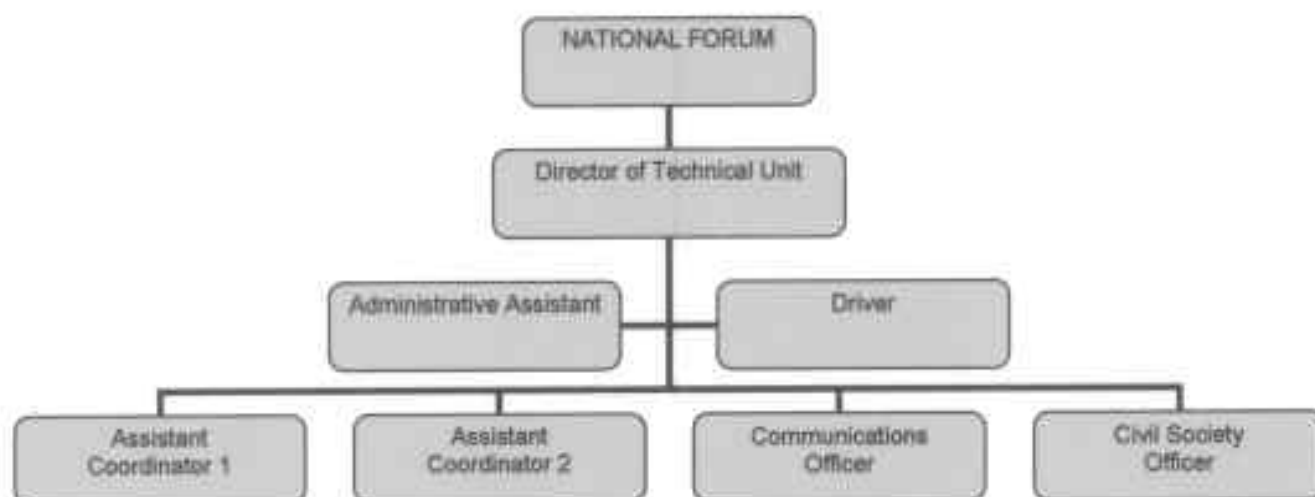 NATIONAL FORUM
Director of Technical Unit
Administrative Assistant
Driver
Assistant
Coordinator 1
Assistant
Coordinator 2
Communications
Officer
Civil Society
Officer